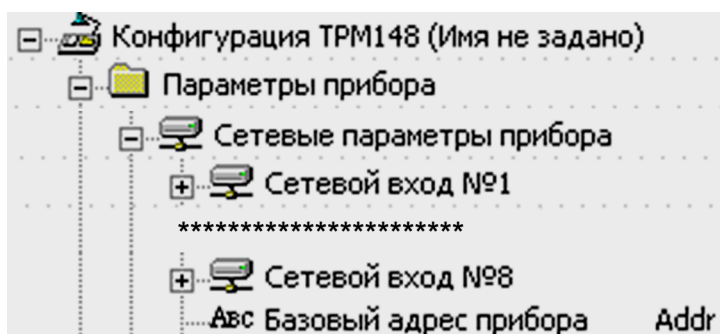 Конфигурация ТРМ148 (Имя не задано)
Параметры прибора
Сетевые параметры прибора
Сетевой вход №1
***********************
Сетевой вход №8
Авс Базовый адрес прибора Addr